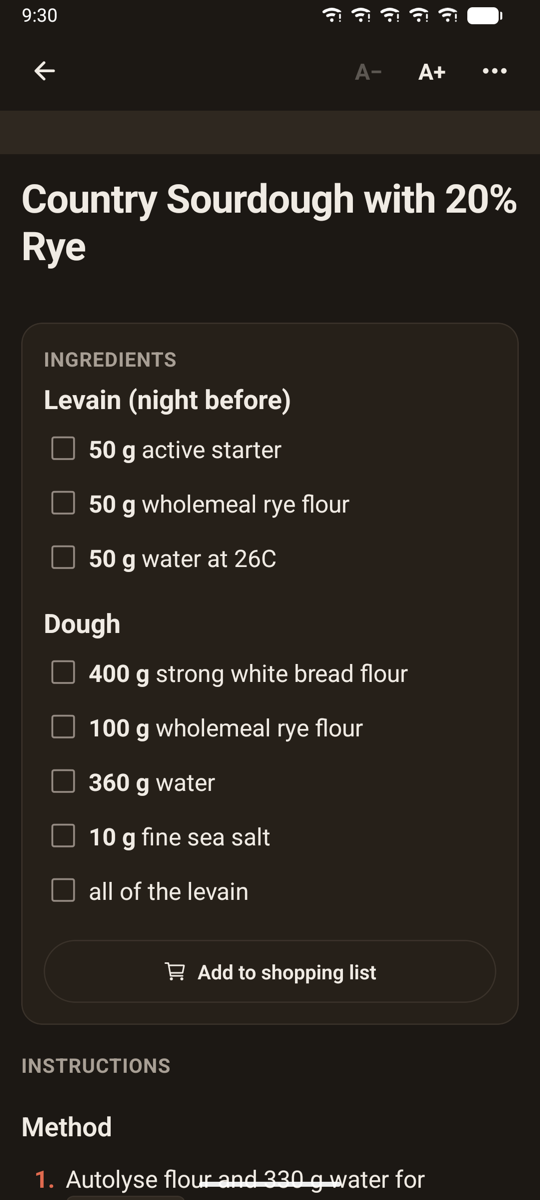 9:30
A− A+
Country Sourdough with 20%
Rye
INGREDIENTS
Levain (night before)
50 g active starter
50 g wholemeal rye flour
50 g water at 26C
Dough
400 g strong white bread flour
100 g wholemeal rye flour
360 g water
10 g fine sea salt
all of the levain
Add to shopping list
INSTRUCTIONS
Method
1. Autolyse flour and 330 g water for